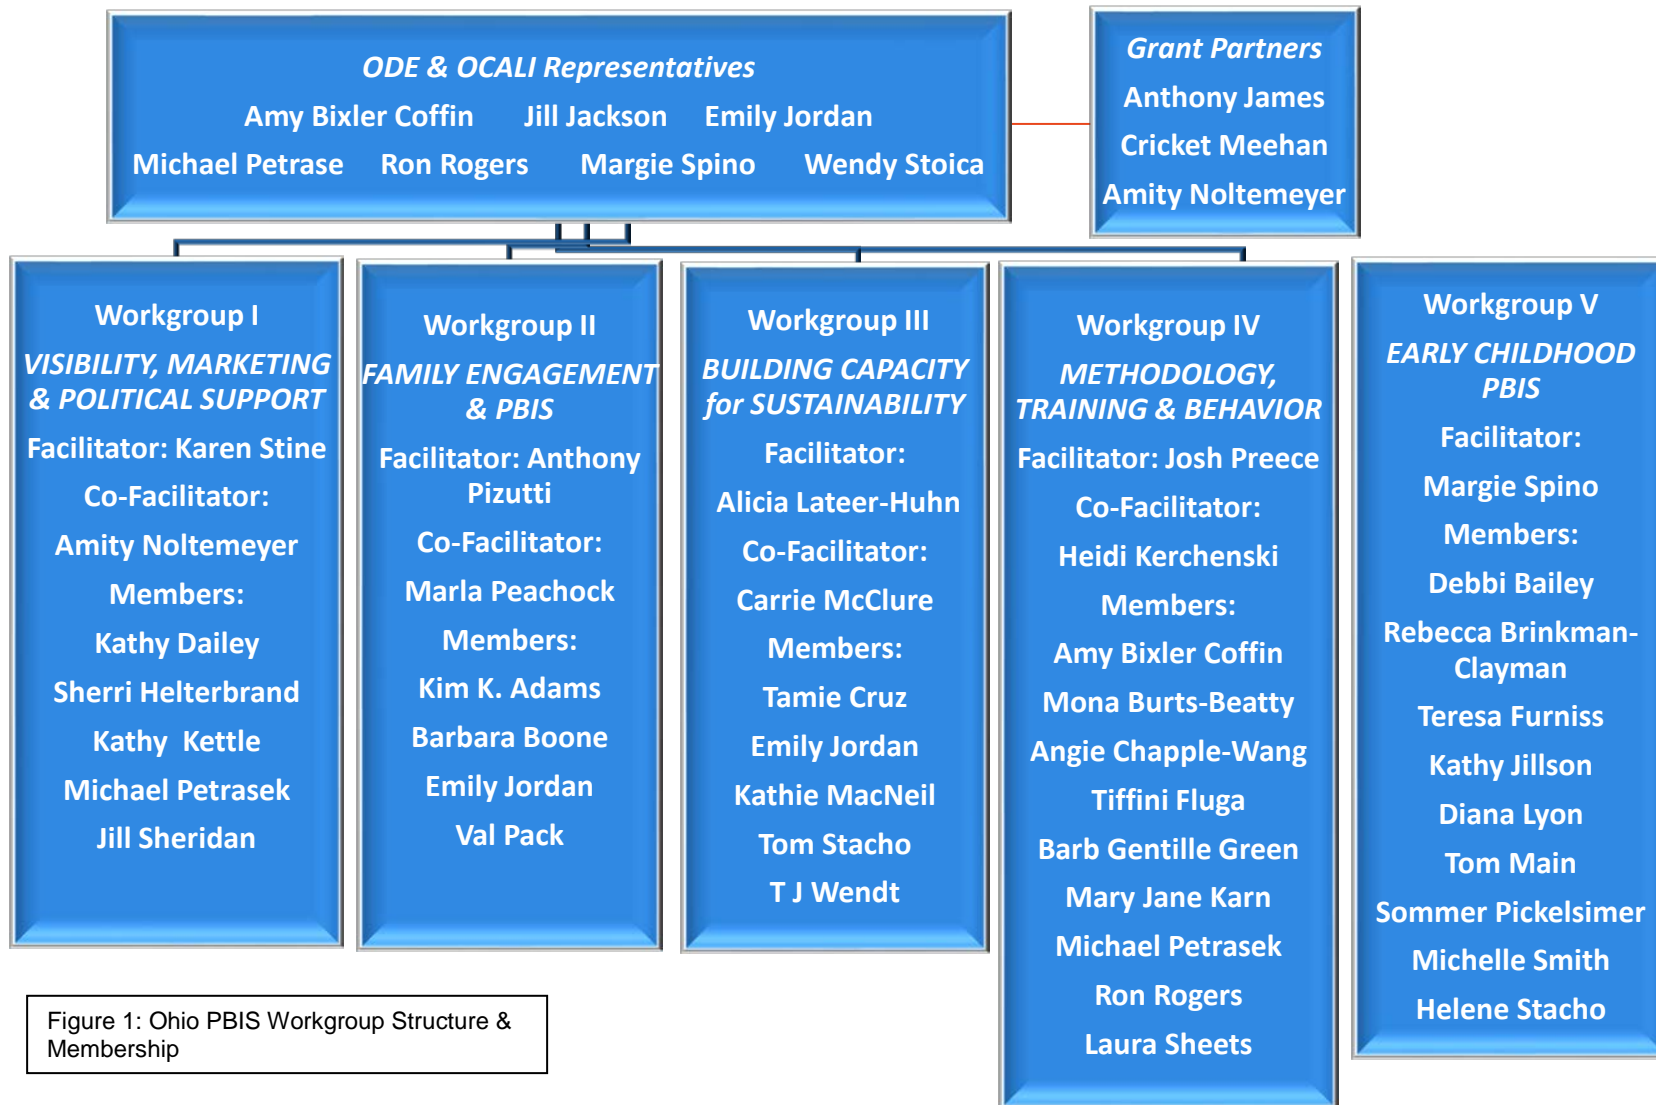 ODE & OCALI Representatives
Amy Bixler Coffin Jill Jackson Emily Jordan
Michael Petrase Ron Rogers Margie Spino Wendy Stoica
Grant Partners
Anthony James
Cricket Meehan
Amity Noltemeyer
Workgroup I
VISIBILITY, MARKETING
& POLITICAL SUPPORT
Facilitator: Karen Stine
Co-Facilitator:
Amity Noltemeyer
Members:
Kathy Dailey
Sherri Helterbrand
Kathy Kettle
Michael Petrasek
Jill Sheridan
Workgroup II
FAMILY ENGAGEMENT
& PBIS
Facilitator: Anthony
Pizutti
Co-Facilitator:
Marla Peachock
Members:
Kim K. Adams
Barbara Boone
Emily Jordan
Val Pack
Workgroup III
BUILDING CAPACITY
for SUSTAINABILITY
Facilitator:
Alicia Lateer-Huhn
Co-Facilitator:
Carrie McClure
Members:
Tamie Cruz
Emily Jordan
Kathie MacNeil
Tom Stacho
T J Wendt
Workgroup IV
METHODOLOGY,
TRAINING & BEHAVIOR
Facilitator: Josh Preece
Co-Facilitator:
Heidi Kerchenski
Members:
Amy Bixler Coffin
Mona Burts-Beatty
Angie Chapple-Wang
Tiffini Fluga
Barb Gentille Green
Mary Jane Karn
Michael Petrasek
Ron Rogers
Laura Sheets
Workgroup V
EARLY CHILDHOOD
PBIS
Facilitator:
Margie Spino
Members:
Debbi Bailey
Rebecca Brinkman-
Clayman
Teresa Furniss
Kathy Jillson
Diana Lyon
Tom Main
Sommer Pickelsimer
Michelle Smith
Helene Stacho
Figure 1: Ohio PBIS Workgroup Structure &
Membership